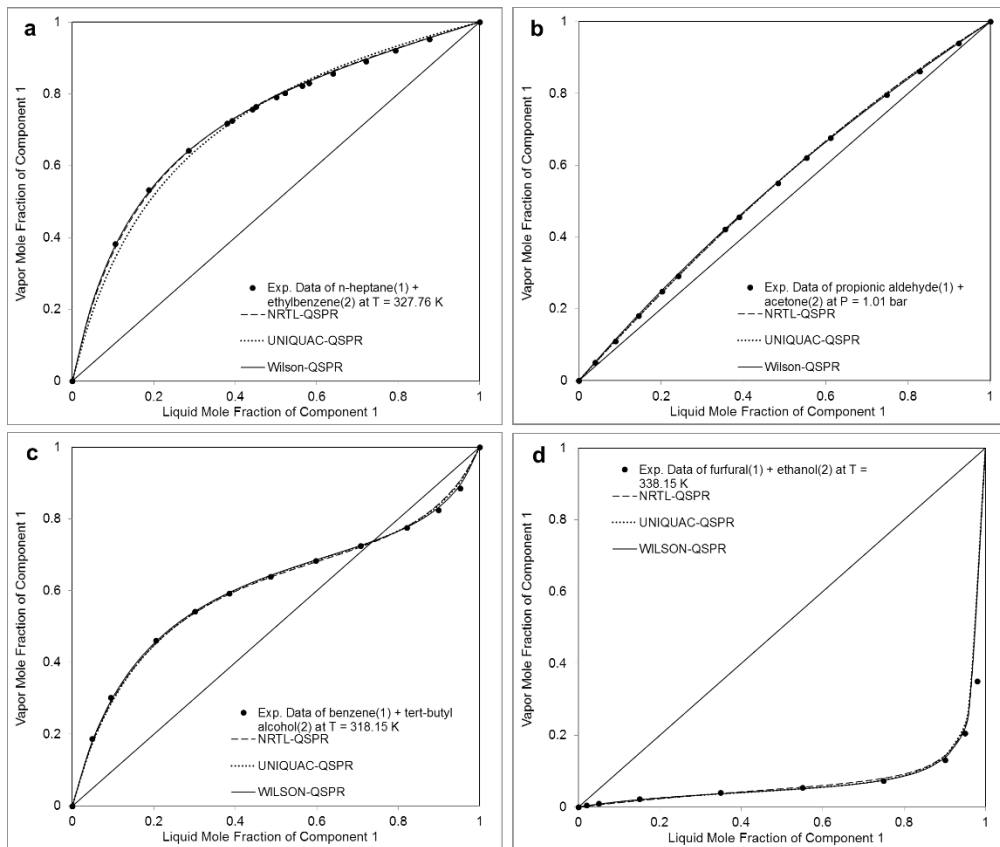 a
Vapor Mole Fraction of Component 1
1
0.8
0.6
0.4
0.2
0
Exp. Data of n-heptane(1) +
ethylbenzene(2) at T = 327.76 K
NRTL-QSPR
UNIQUAC-QSPR
Wilson-QSPR
0 0.2 0.4 0.6 0.8 1
Liquid Mole Fraction of Component 1
b
Vapor Mole Fraction of Component 1
1
0.8
0.6
0.4
0.2
0
Exp. Data of propionic aldehyde(1) +
acetone(2) at P = 1.01 bar
NRTL-QSPR
UNIQUAC-QSPR
Wilson-QSPR
0 0.2 0.4 0.6 0.8 1
Liquid Mole Fraction of Component 1
c
Vapor Mole Fraction of Component 1
1
0.8
0.6
0.4
0.2
0
Exp. Data of benzene(1) + tert-butyl
alcohol(2) at T = 318.15 K
NRTL-QSPR
UNIQUAC-QSPR
WILSON-QSPR
0 0.2 0.4 0.6 0.8 1
Liquid Mole Fraction of Component 1
d
Vapor Mole Fraction of Component 1
1
0.8
0.6
0.4
0.2
0
Exp. Data of furfural(1) + ethanol(2) at T =
338.15 K
NRTL-QSPR
UNIQUAC-QSPR
WILSON-QSPR
0 0.2 0.4 0.6 0.8 1
Liquid Mole Fraction of Component 1